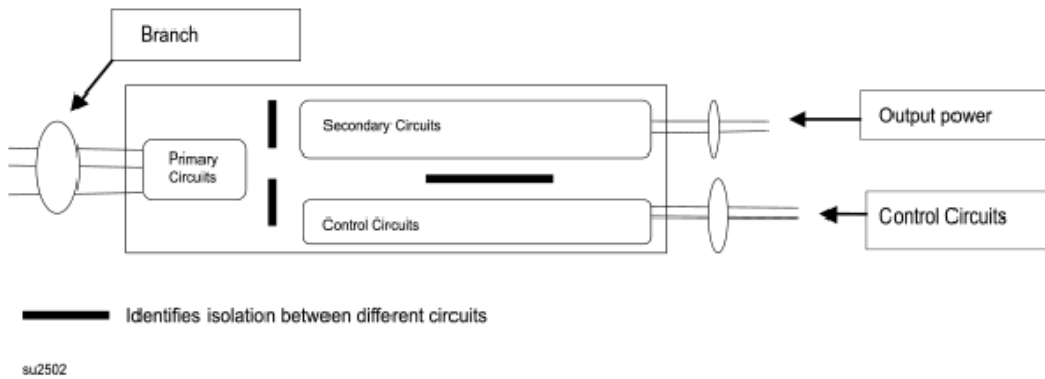 Branch
Secondary Circuits
Output power
Primary
Circuits
Control Circuits
Control Circuits
Identifies isolation between different circuits
su2502